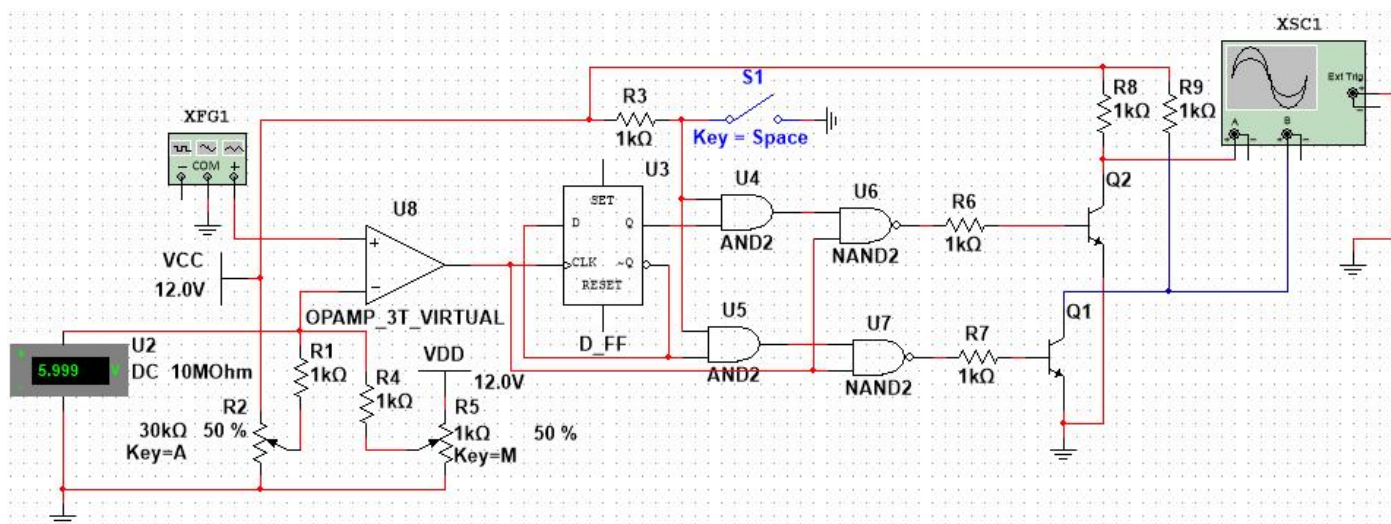 XSC1
Ext Trig
A
B
S1
R3
1kΩ
Key = Space
R8
1kΩ
R9
1kΩ
XFG1
COM
U3
SET
D
Q
CLK
~Q
RESET
D_FF
U4
AND2
U6
NAND2
R6
1kΩ
Q2
U8
OPAMP_3T_VIRTUAL
VCC
12.0V
U5
AND2
U7
NAND2
R7
1kΩ
Q1
U2
5.999 V
DC 10MOhm
R1
1kΩ
R4
1kΩ
VDD
12.0V
R2
30kΩ 50 %
Key=A
R5
1kΩ 50 %
Key=M